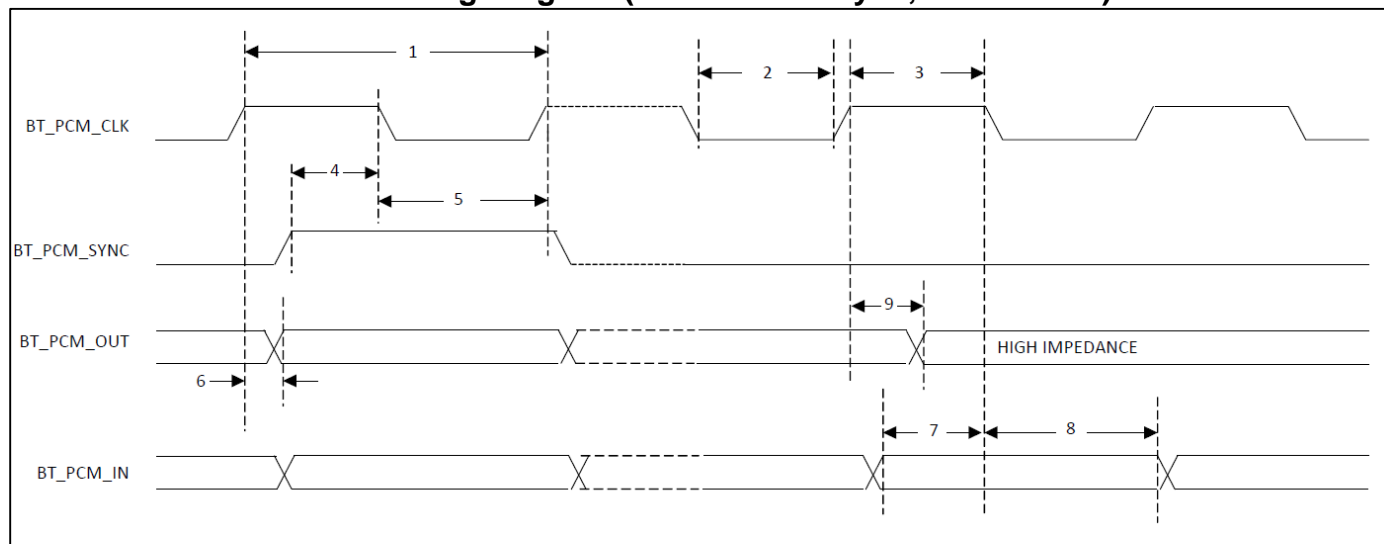 1
2
3
BT_PCM_CLK
4
5
BT_PCM_SYNC
9
BT_PCM_OUT
HIGH IMPEDANCE
6
7
8
BT_PCM_IN